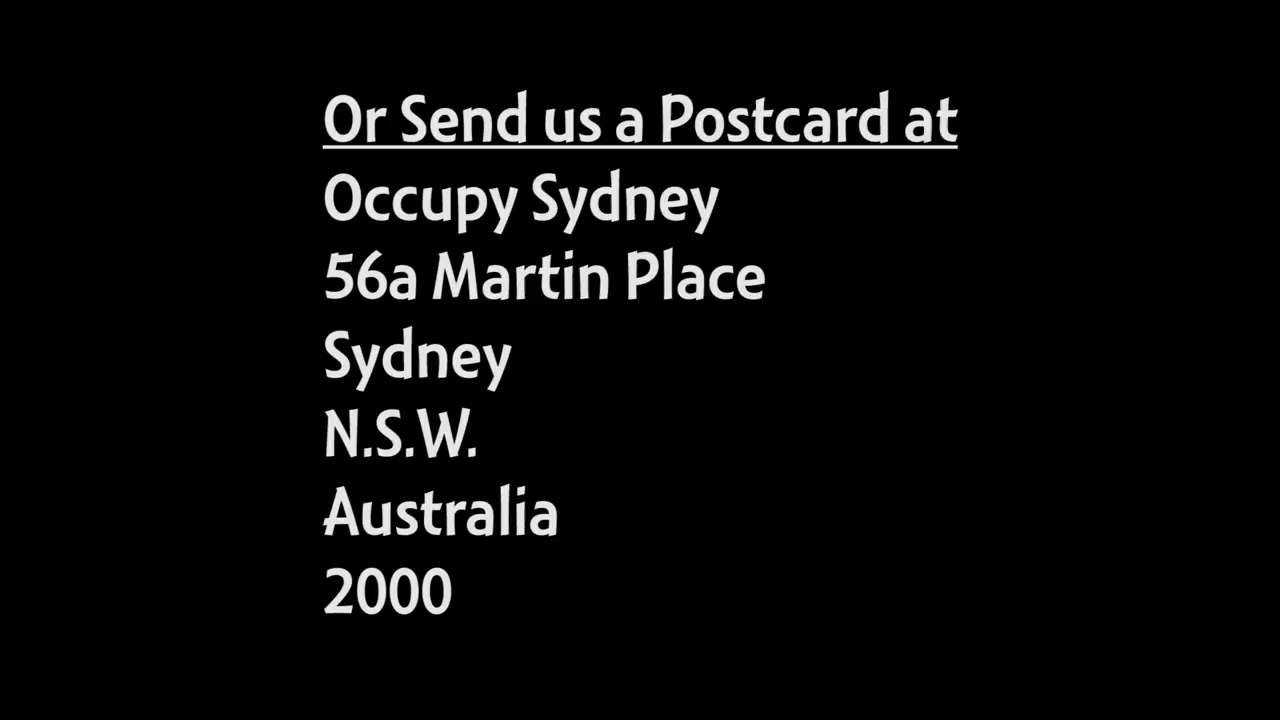 Or Send us a Postcard at
Occupy Sydney
56a Martin Place
Sydney
N.S.W.
Australia
2000